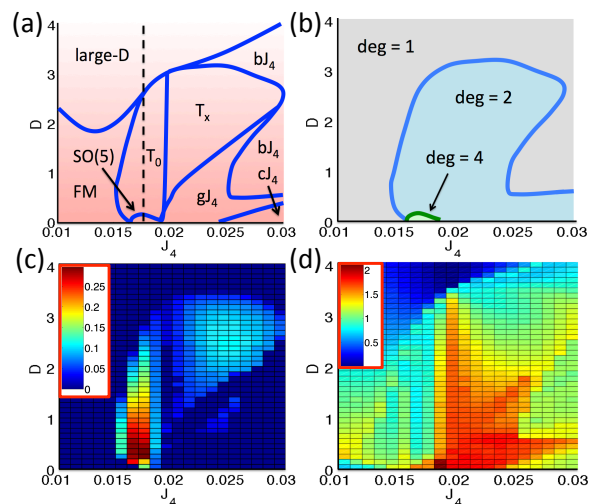 (a)
4
3
2
1
0
D
large-D
bJ4
Tx
SO(5)
T0
bJ4
cJ4
FM
gJ4
0.01
0.015
0.02
0.025
0.03
J4
(b)
4
3
2
1
0
D
deg = 1
deg = 2
deg = 4
0.01
0.015
0.02
0.025
0.03
J4
(c)
4
3
2
1
0
D
0.25
0.20
0.15
0.10
0.05
0
0.01
0.015
0.02
0.025
0.03
J4
(d)
4
3
2
1
0
D
2
1.5
1
0.5
0.01
0.015
0.02
0.025
0.03
J4